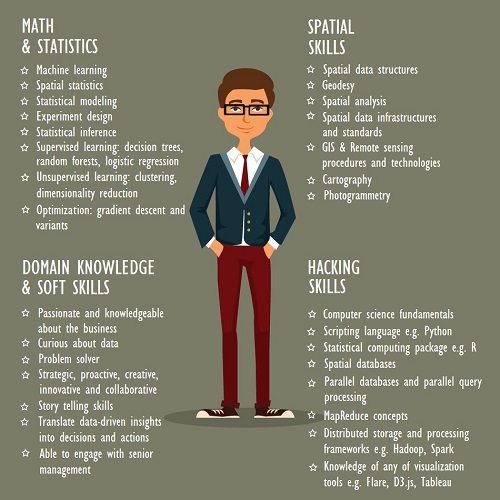 MATH
& STATISTICS
Machine learning
Spatial statistics
Statistical modeling
Experiment design
Statistical inference
Supervised learning: decision trees,
random forests, logistic regression
Unsupervised learning: clustering,
dimensionality reduction
Optimization: gradient descent and
variants
SPATIAL
SKILLS
Spatial data structures
Geodesy
Spatial analysis
Spatial data infrastructures
and standards
GIS & Remote sensing
procedures and technologies
Cartography
Photogrammetry
DOMAIN KNOWLEDGE
& SOFT SKILLS
Passionate and knowledgeable
about the business
Curious about data
Problem solver
Strategic, proactive, creative,
innovative and collaborative
Story telling skills
Translate data-driven insights
into decisions and actions
Able to engage with senior
management
HACKING
SKILLS
Computer science fundamentals
Scripting language e.g. Python
Statistical computing package e.g. R
Spatial databases
Parallel databases and parallel query
processing
MapReduce concepts
Distributed storage and processing
frameworks e.g. Hadoop, Spark
Knowledge of any of visualization
tools e.g. Flare, D3.js, Tableau